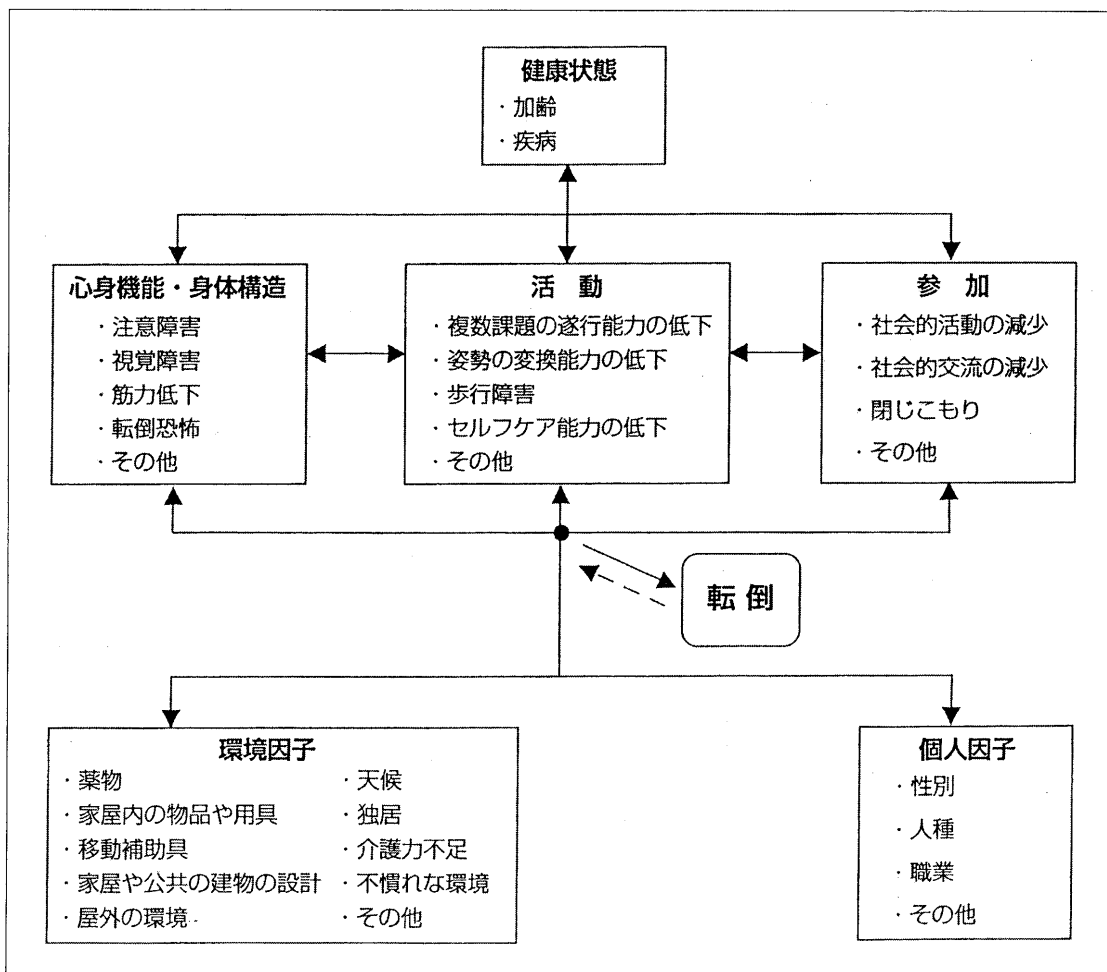 健康状態
・加齢
・疾病
心身機能・身体構造
・注意障害
・視覚障害
・筋力低下
・転倒恐怖
・その他
活　動
・複数課題の遂行能力の低下
・姿勢の変換能力の低下
・歩行障害
・セルフケア能力の低下
・その他
参　加
・社会的活動の減少
・社会的交流の減少
・閉じこもり
・その他
転 倒
環境因子
・薬物
・家屋内の物品や用具
・移動補助具
・家屋や公共の建物の設計
・屋外の環境
・天候
・独居
・介護力不足
・不慣れな環境
・その他
個人因子
・性別
・人種
・職業
・その他